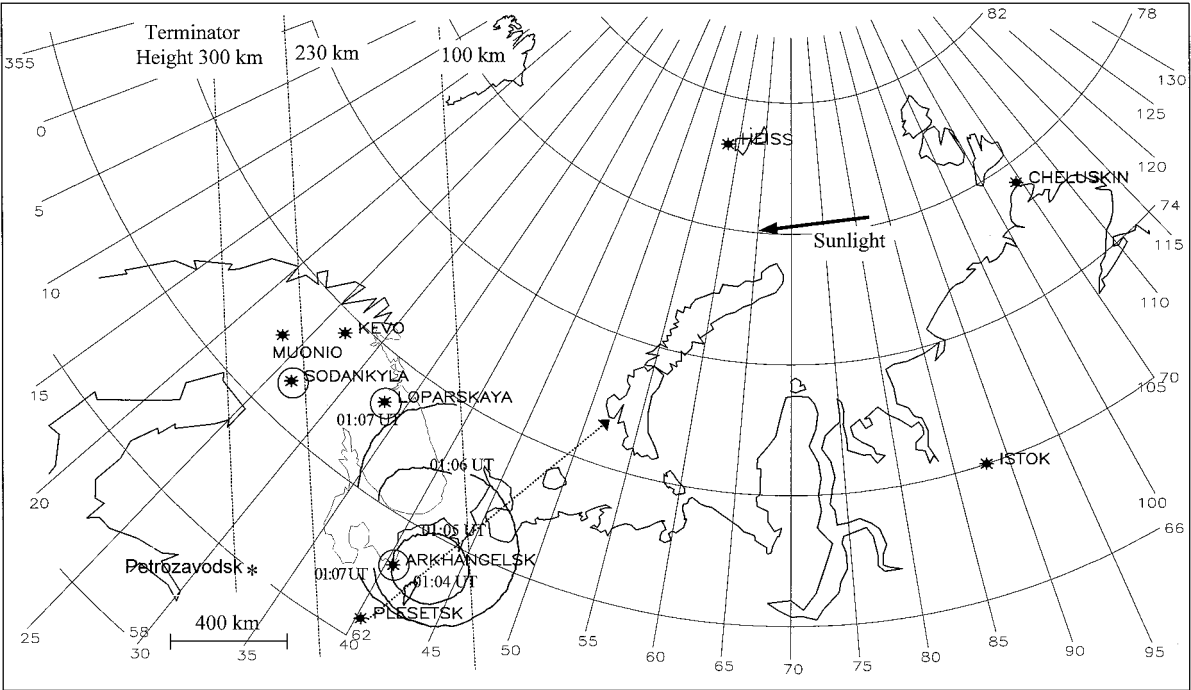 82
78
Terminator
Height 300 km
230 km
100 km
355
130
0
125
HEISS
120
CHELUSKIN
74
5
115
Sunlight
10
110
KEVO
MUONIO
SODANKYLA
70
105
15
LOPARSKAYA
01:07 UT
01:06 UT
ISTOK
20
100
01:05 UT
66
Petrozavodsk
ARKHANGELSK
01:07 UT
01:04 UT
PLESETSK
400 km
25
58
30
35
40
62
45
50
55
60
65
70
75
80
85
90
95